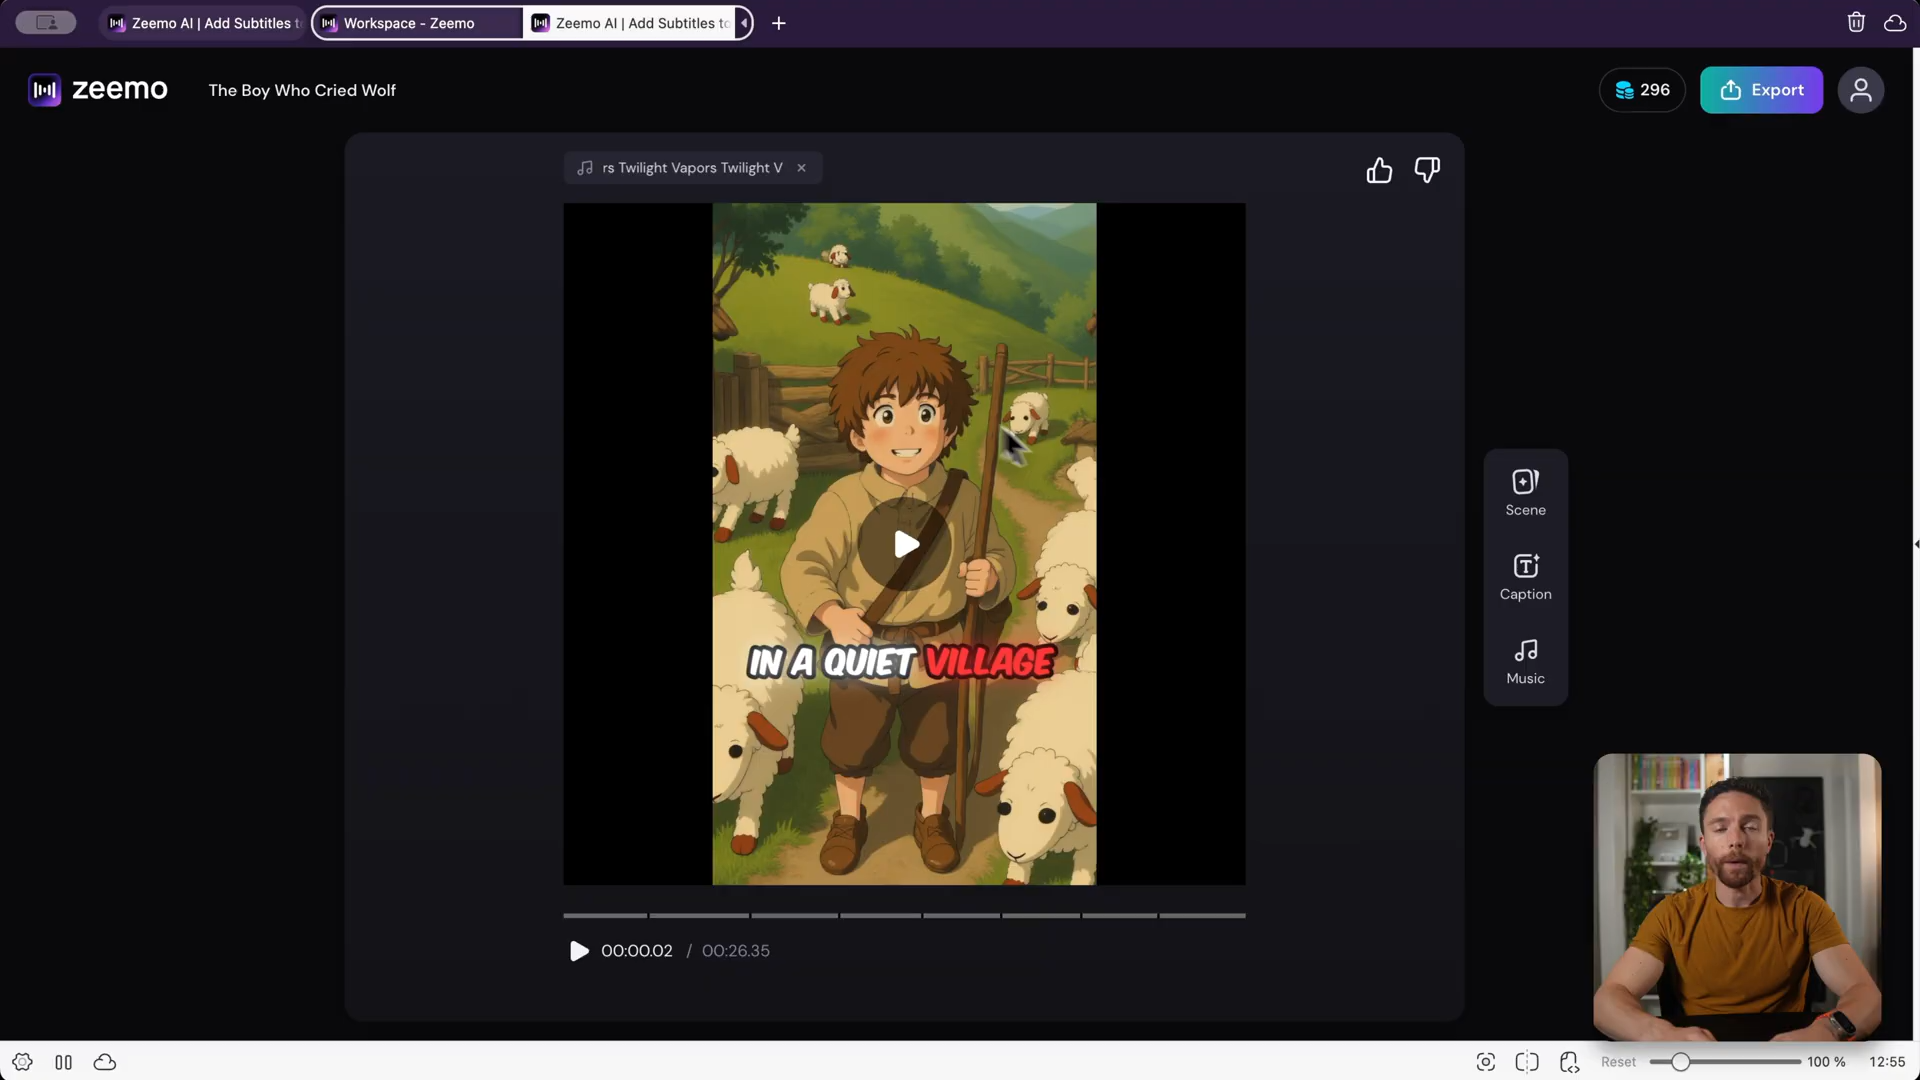 Zeemo AI | Add Subtitles to
Workspace - Zeemo
Zeemo AI | Add Subtitles to
zeemo
The Boy Who Cried Wolf
296
Export
rs Twilight Vapors Twilight V
Scene
Caption
Music
IN A QUIET VILLAGE
00:00.02 / 00:26.35
Reset
100 %
12:55